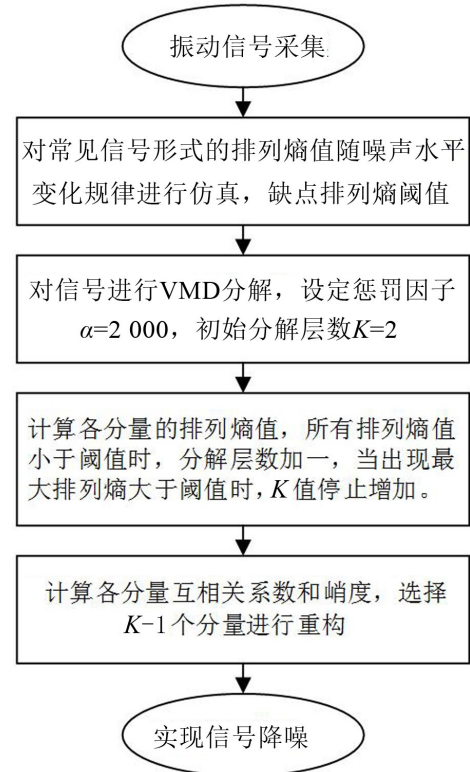 振动信号采集
对常见信号形式的排列熵值随噪声水平
变化规律进行仿真，缺点排列熵阈值
对信号进行VMD分解，设定惩罚因子
α=2 000，初始分解层数K=2
计算各分量的排列熵值，所有排列熵值
小于阈值时，分解层数加一，当出现最
大排列熵大于阈值时，K值停止增加。
计算各分量互相关系数和峭度，选择
K-1个分量进行重构
实现信号降噪